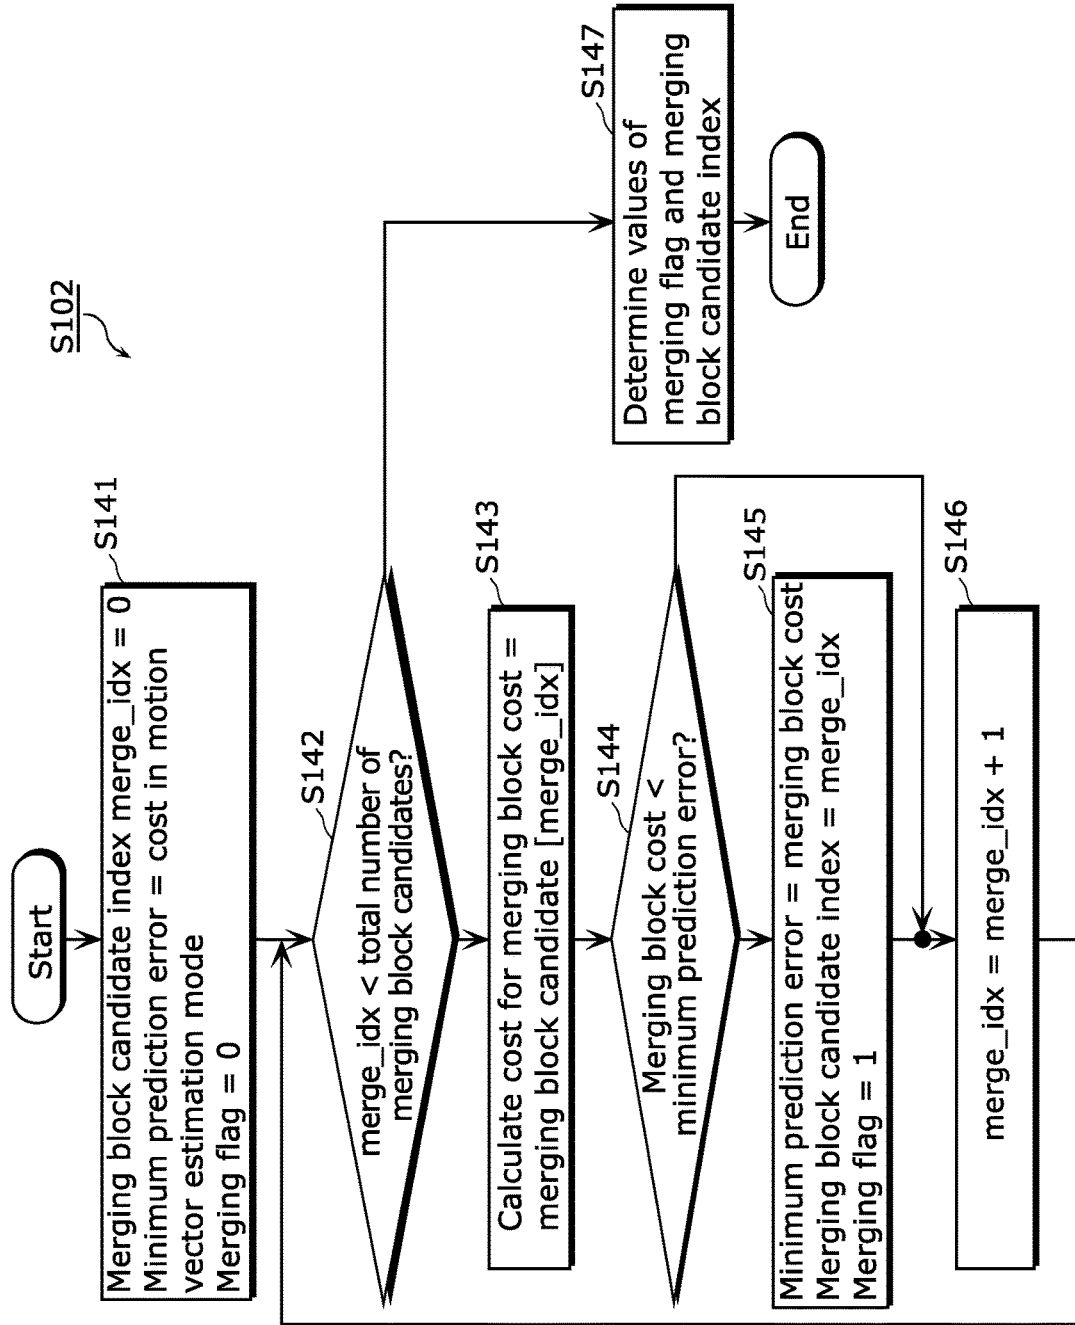 S102
Start
S141
Merging block candidate index merge_idx = 0
Minimum prediction error = cost in motion
vector estimation mode
Merging flag = 0
S142
merge_idx < total number of
merging block candidates?
S143
Calculate cost for merging block cost =
merging block candidate [merge_idx]
S144
Merging block cost <
minimum prediction error?
S145
Minimum prediction error = merging block cost
Merging block candidate index = merge_idx
Merging flag = 1
S146
merge_idx = merge_idx + 1
S147
Determine values of
merging flag and merging
block candidate index
End